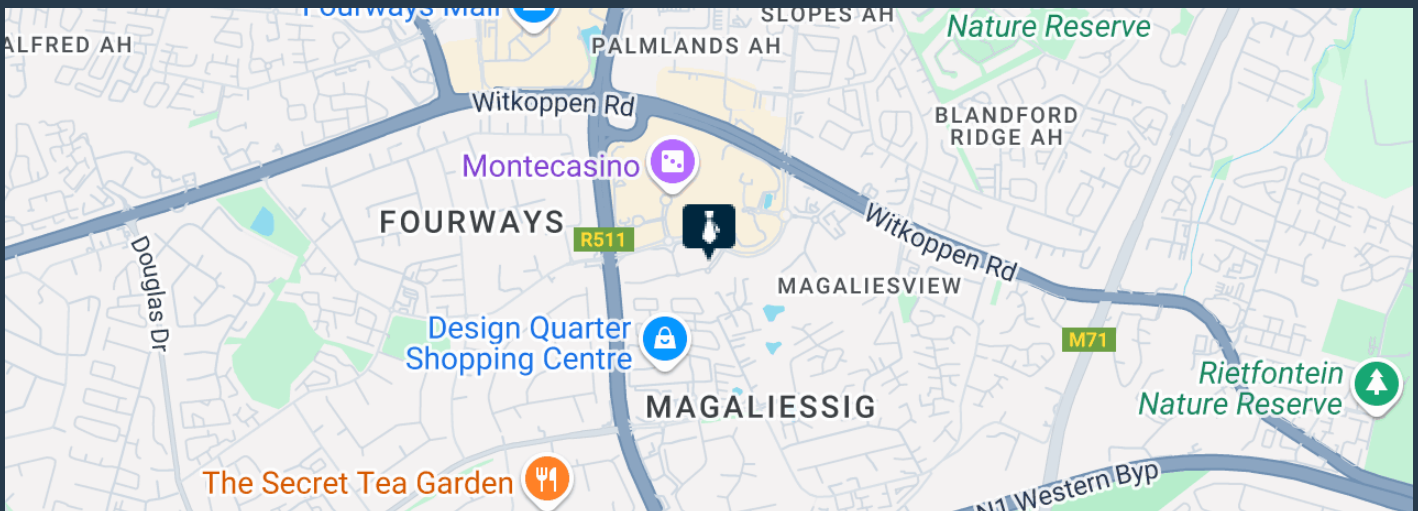 Fourways Mall
SLOPES AH
Nature Reserve
ALFRED AH
PALMLANDS AH
Witkoppen Rd
BLANDFORD
RIDGE AH
Montecasino
FOURWAYS
R511
Witkoppen Rd
Douglas Dr
MAGALIESVIEW
Design Quarter
Shopping Centre
M71
Rietfontein
Nature Reserve
MAGALIESSIG
The Secret Tea Garden
N1 Western Byp